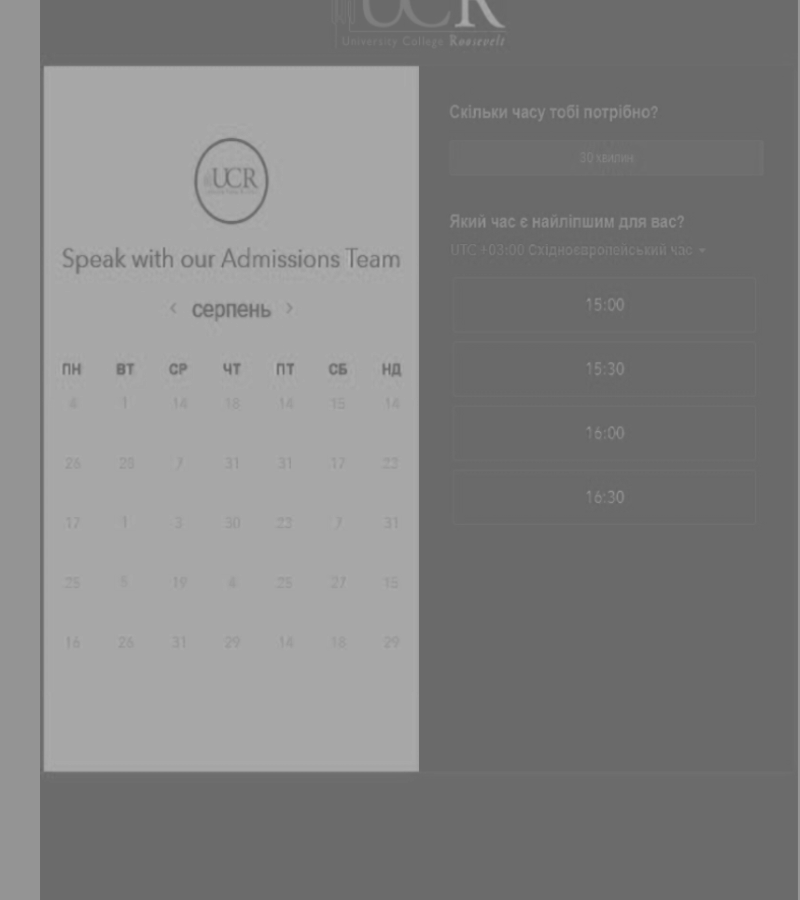 UCR
University College Roosevelt
UCR
Speak with our Admissions Team
‹ серпень ›
ПН ВТ СР ЧТ ПТ СБ НД
4 1 14 18 14 15 14
26 28 7 31 31 17 23
17 1 3 30 22 7 31
25 5 19 4 25 27 15
16 26 31 29 14 18 29
Скільки часу тобі потрібно?
30 хвилин
Який час є найліпшим для вас?
UTC +03:00 Східноєвропейський час
15:00
15:30
16:00
16:30